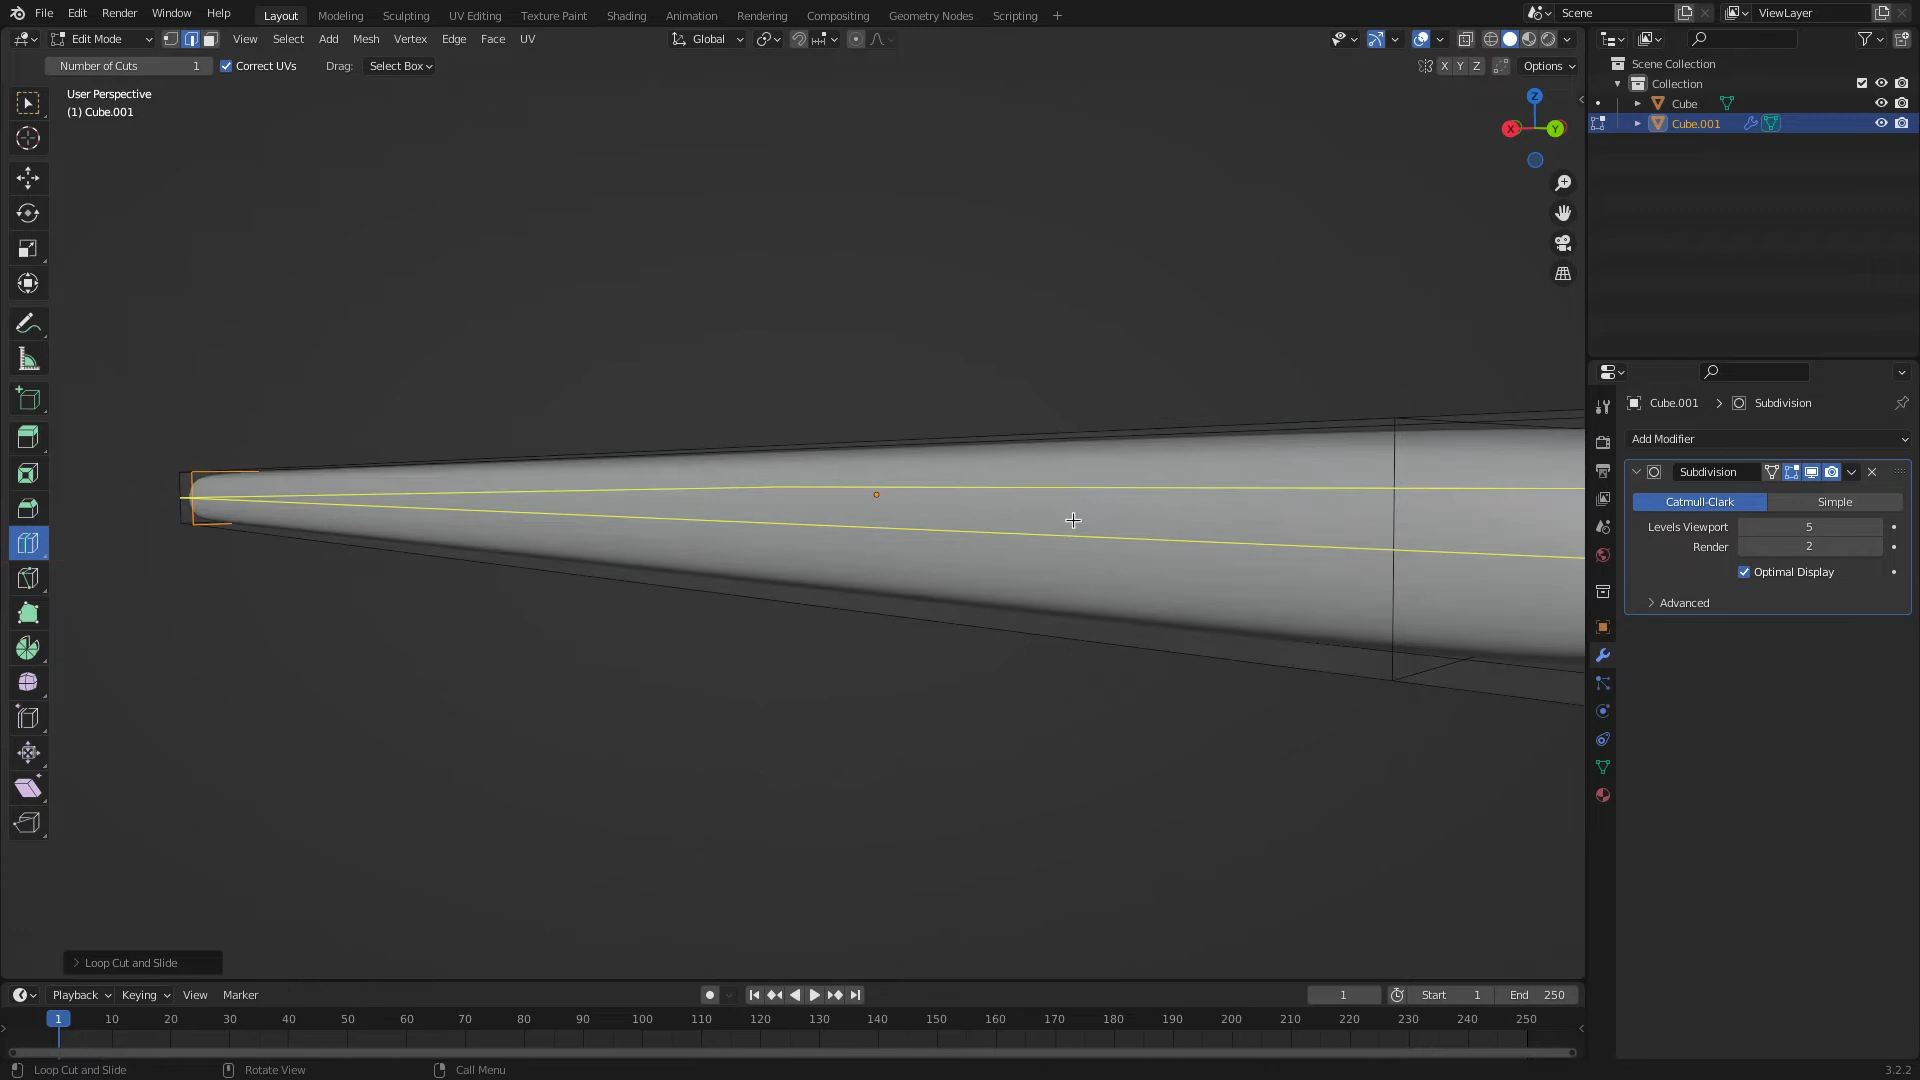 File Edit Render Window Help Layout Modeling Sculpting UV Editing Texture Paint Shading Animation Rendering Compositing Geometry Nodes Scripting + Scene ViewLayer
Edit Mode View Select Add Mesh Vertex Edge Face UV Global
Number of Cuts 1 Correct UVs Drag: Select Box X Y Z Options
User Perspective
(1) Cube.001
Z
X Y
Scene Collection
Collection
Cube
Cube.001
Cube.001 > Subdivision
Add Modifier
Subdivision
Catmull-Clark Simple
Levels Viewport 5
Render 2
Optimal Display
Advanced
Loop Cut and Slide
Playback Keying View Marker 1 Start 1 End 250
1 10 20 30 40 50 60 70 80 90 100 110 120 130 140 150 160 170 180 190 200 210 220 230 240 250
Loop Cut and Slide Rotate View Call Menu 3.2.2